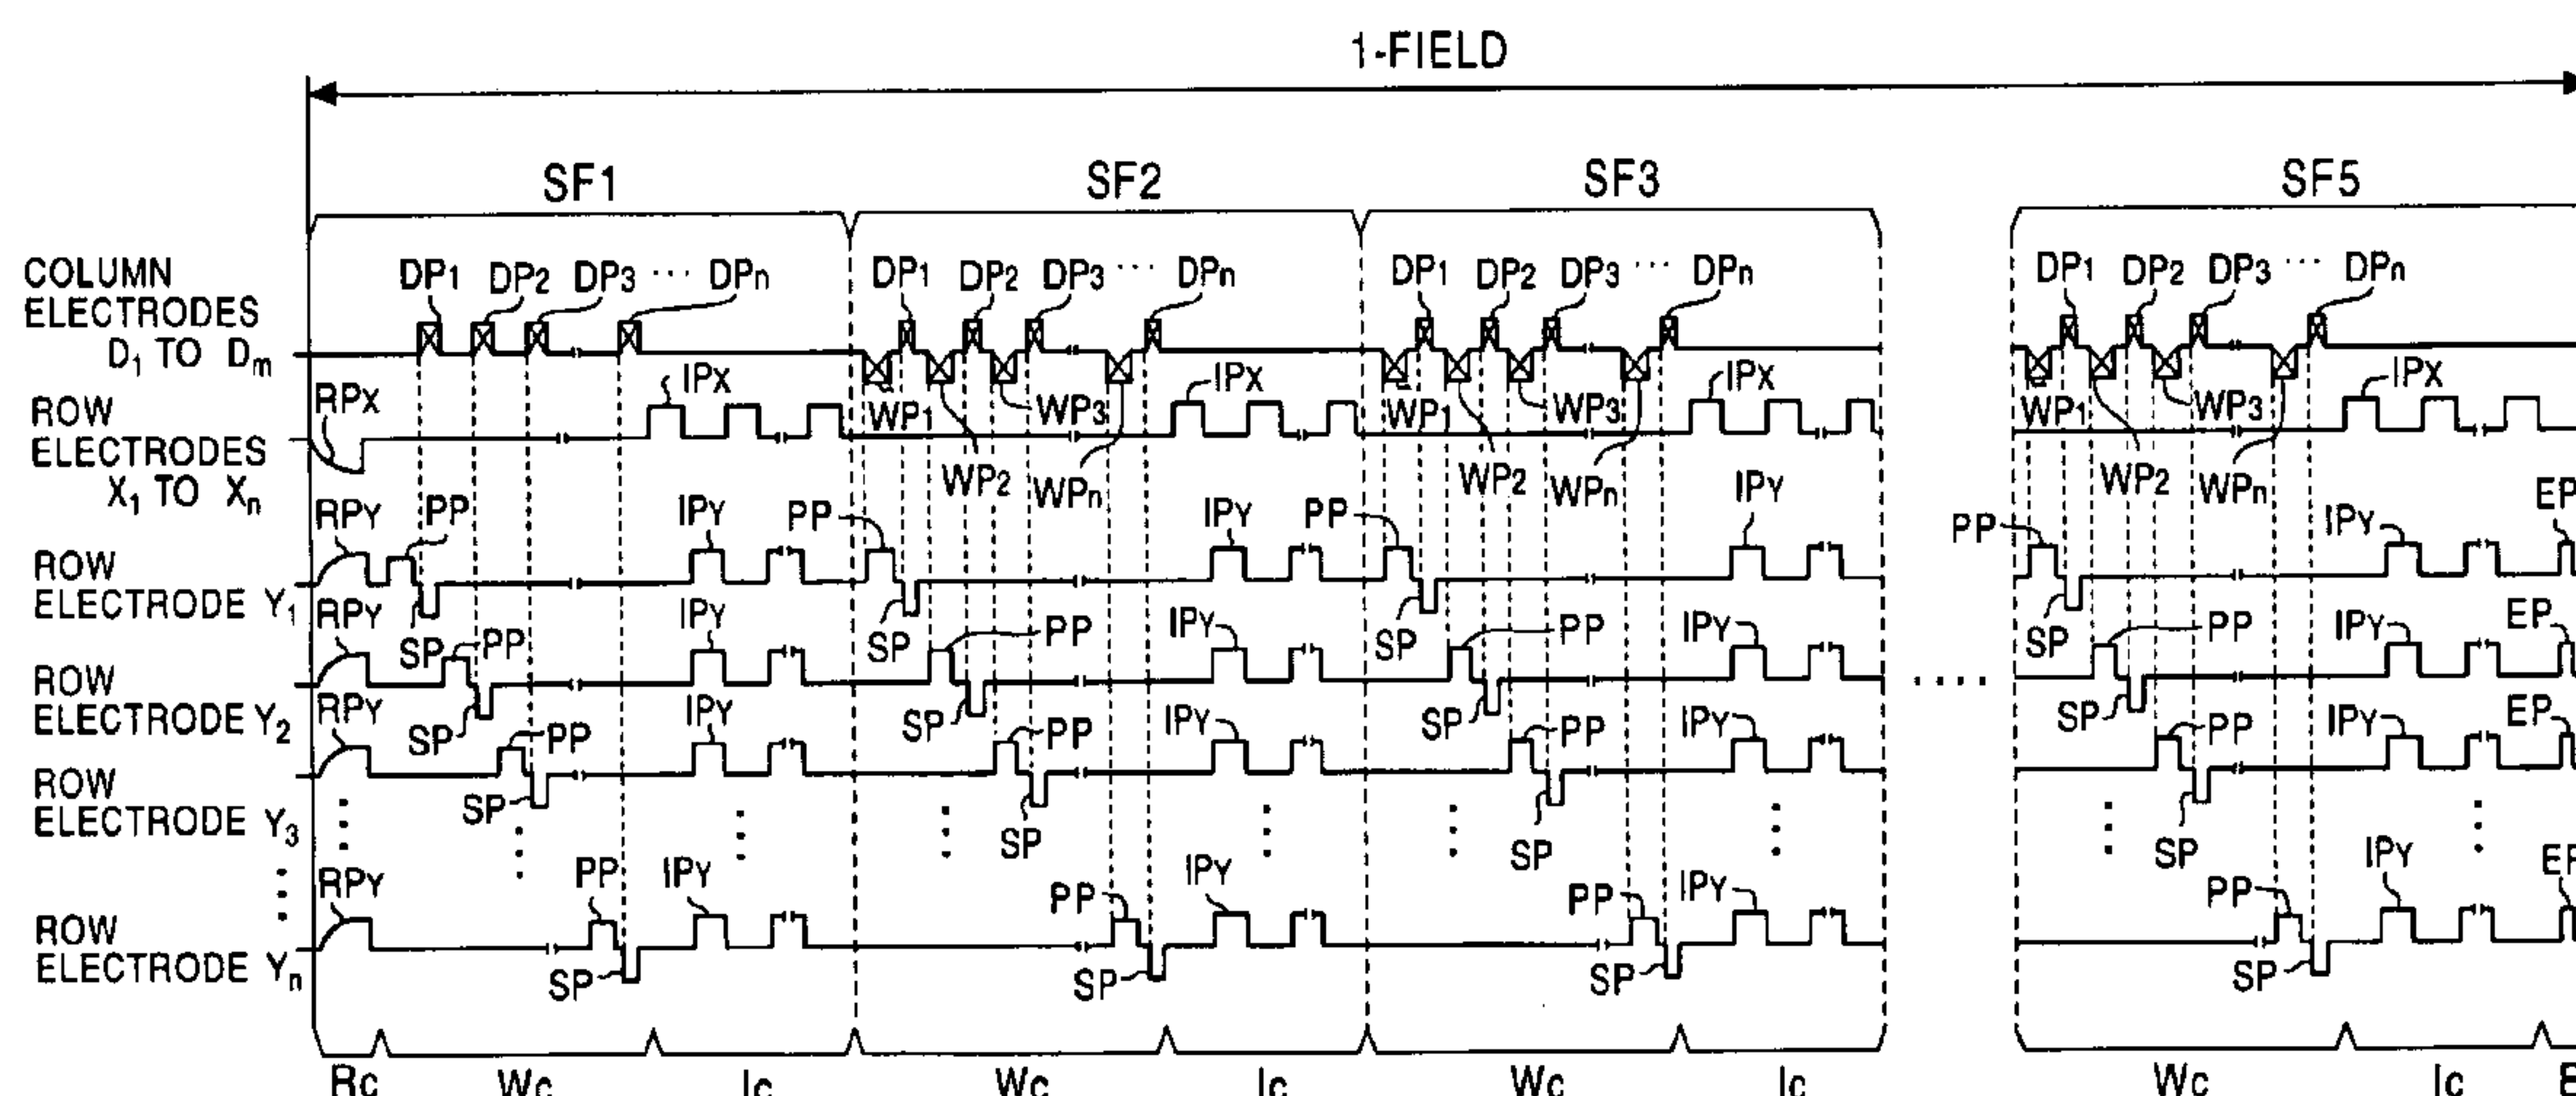 1-FIELD
SF1 SF2 SF3 SF5
COLUMN ELECTRODES D1 TO Dm
DP1 DP2 DP3 ... DPn DP1 DP2 DP3 ... DPn DP1 DP2 DP3 ... DPn DP1 DP2 DP3 ... DPn
ROW ELECTRODES X1 TO Xn
RPX IPX WP1 WP2 WP3 WPn IPX WP1 WP2 WP3 WPn IPX WP1 WP2 WP3 WPn IPX
ROW ELECTRODE Y1
RPY PP SP IPY PP SP IPY PP SP IPY PP SP IPY EP
ROW ELECTRODE Y2
RPY PP SP IPY PP SP IPY PP SP IPY ..... PP SP IPY EP
ROW ELECTRODE Y3
RPY PP SP IPY PP SP IPY PP SP IPY PP SP IPY EP
ROW ELECTRODE Yn
RPY PP SP IPY PP SP IPY PP SP IPY PP SP IPY
Rc Wc Ic Wc Ic Wc Ic Wc Ic